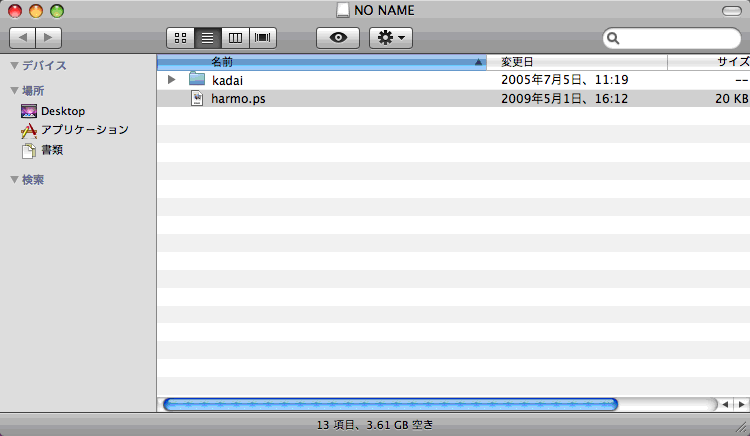 NO NAME
デバイス
場所
Desktop
アプリケーション
書類
検索
名前 変更日 サイズ
kadai 2005年7月5日、11:19 --
harmo.ps 2009年5月1日、16:12 20 KB
13 項目、3.61 GB 空き